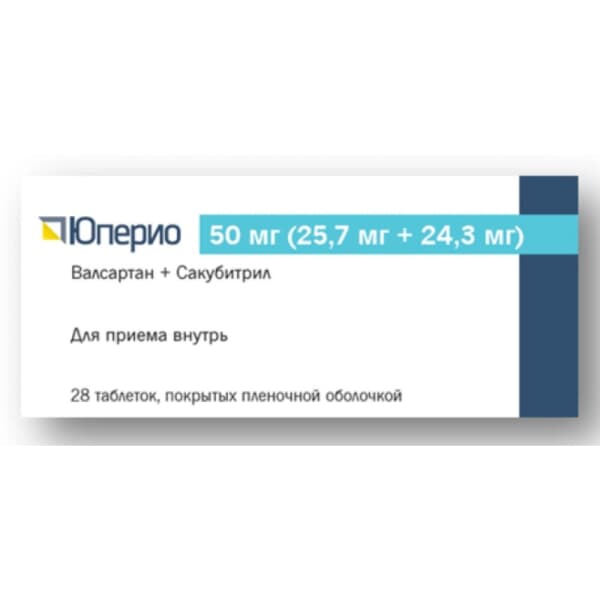 Юперио 50 мг (25,7 мг + 24,3 мг)
Валсартан + Сакубитрил
Для приема внутрь
28 таблеток, покрытых пленочной оболочкой